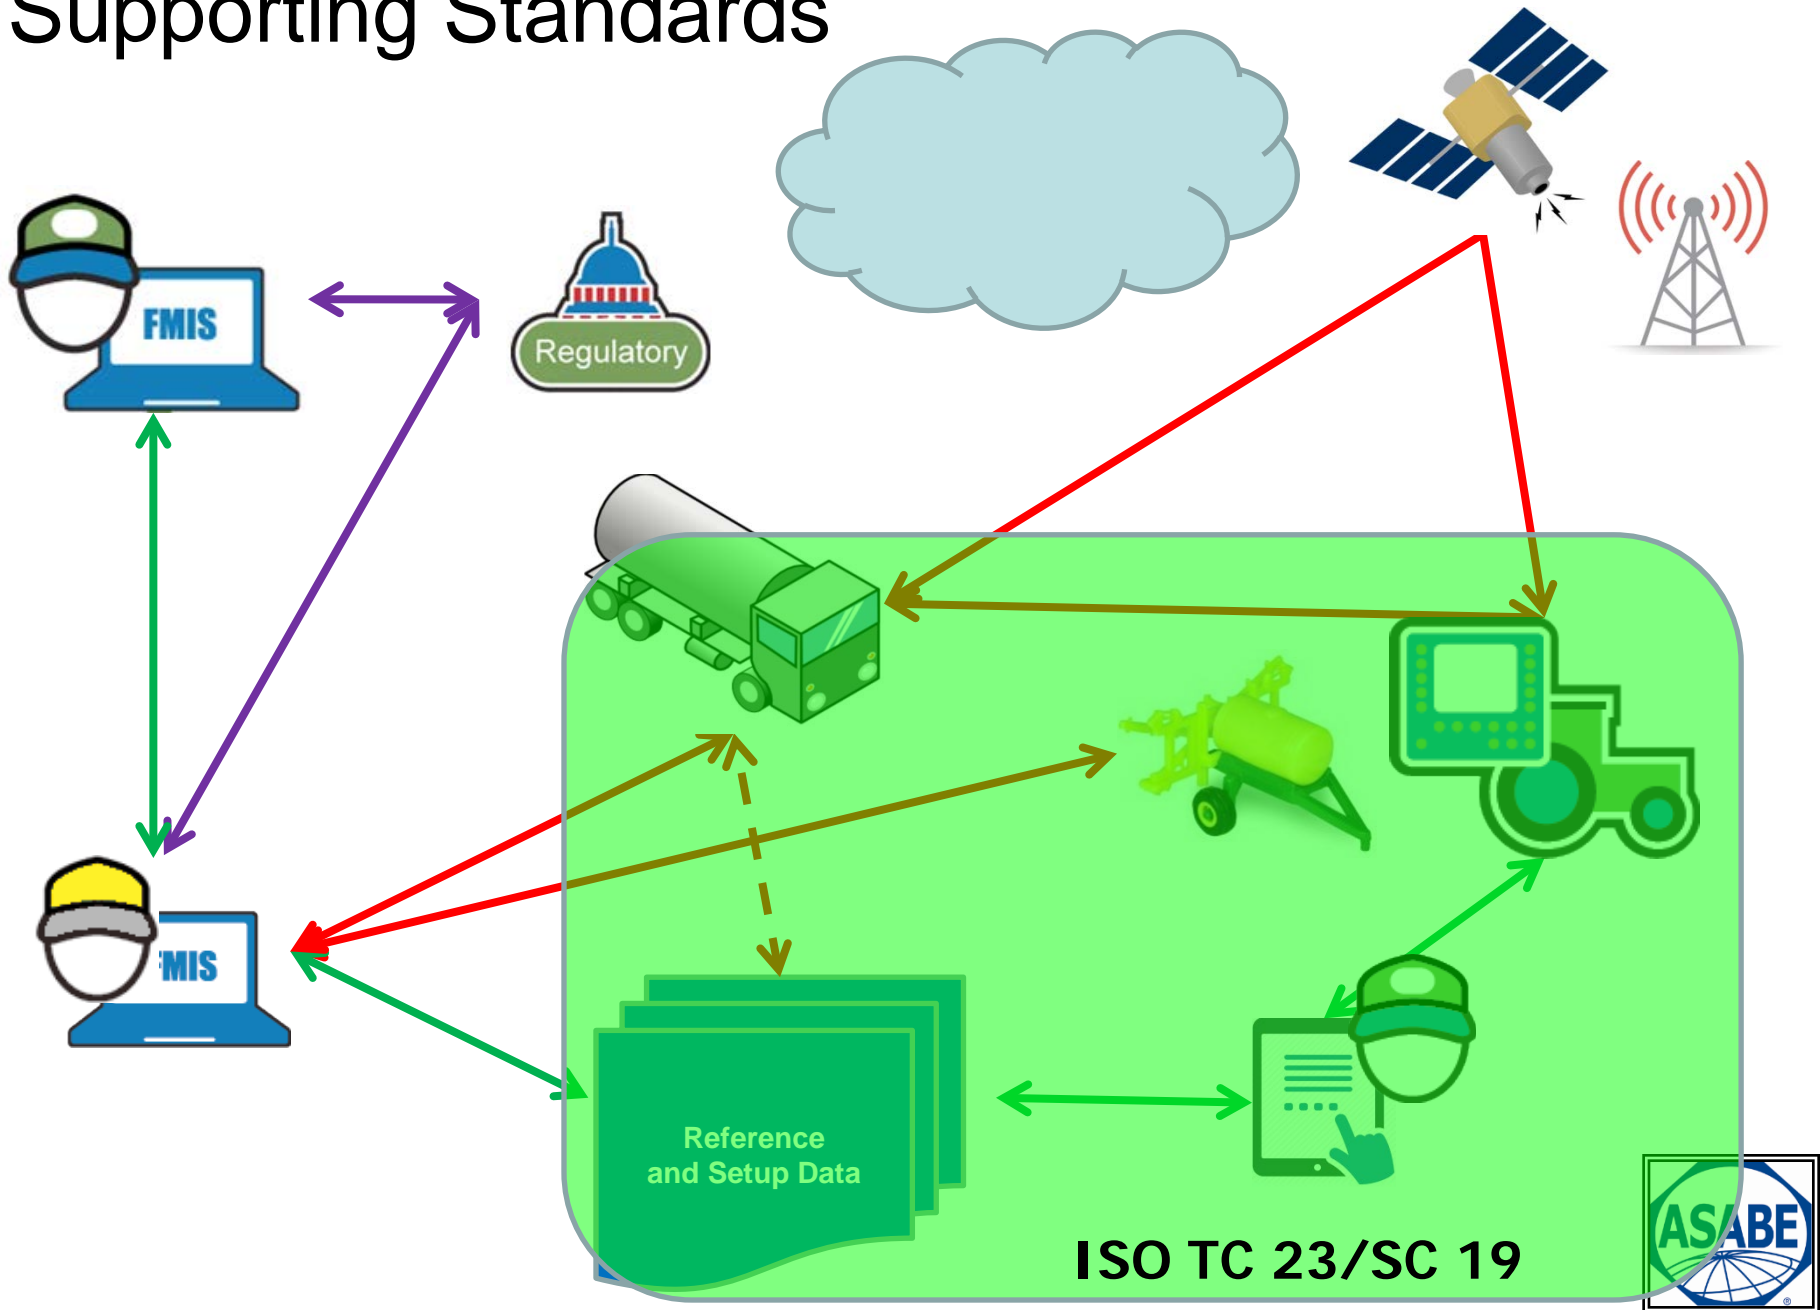 Supporting Standards
FMIS
Regulatory
MIS
Reference
and Setup Data
ISO TC 23/SC 19
ASABE
®